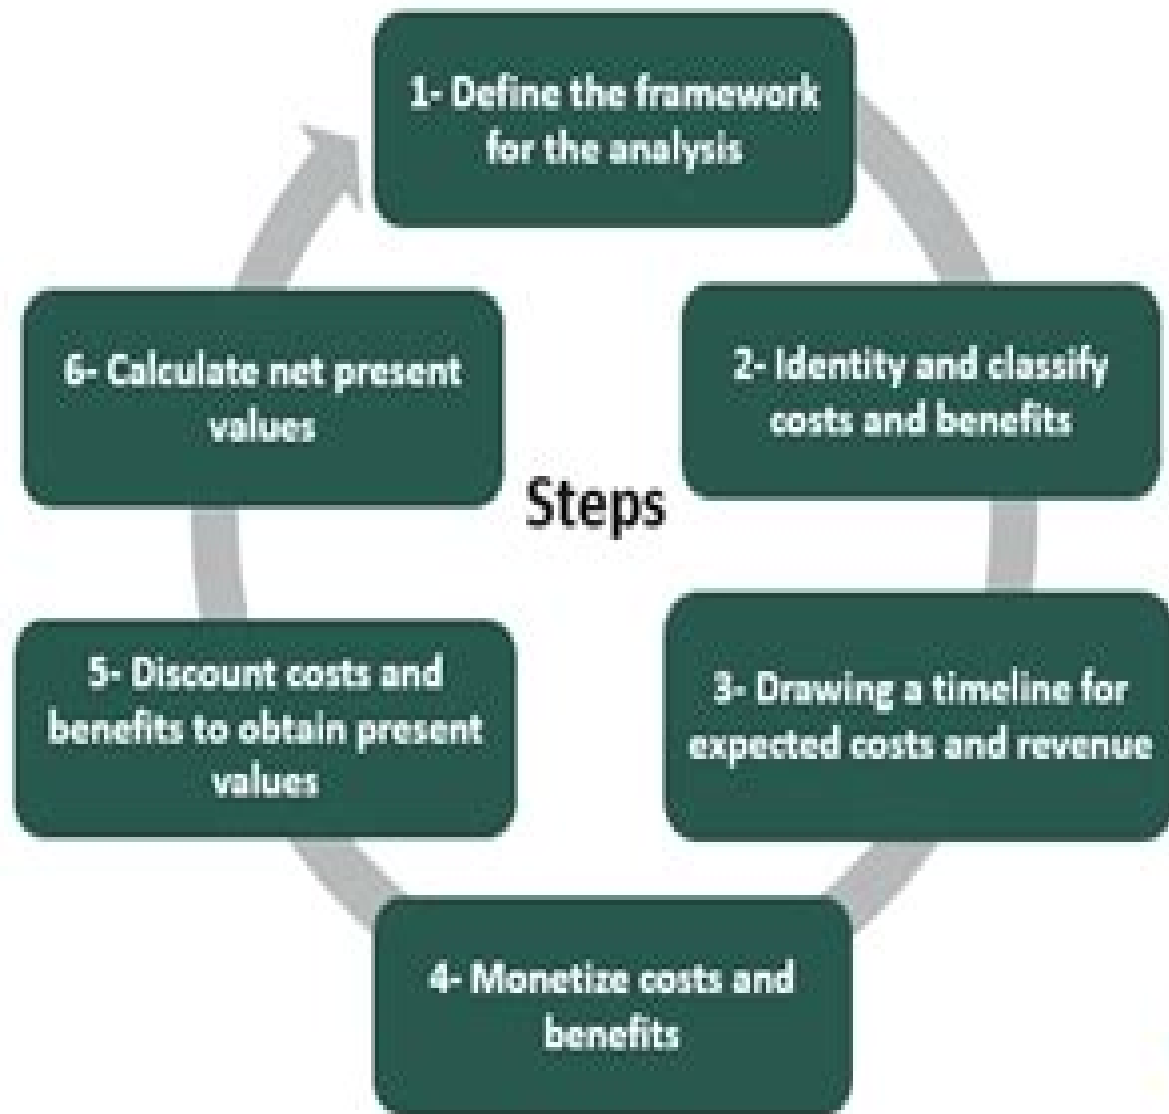 1- Define the framework
for the analysis
2- Identity and classify
costs and benefits
3- Drawing a timeline for
expected costs and revenue
4- Monetize costs and
benefits
5- Discount costs and
benefits to obtain present
values
6- Calculate net present
values
Steps